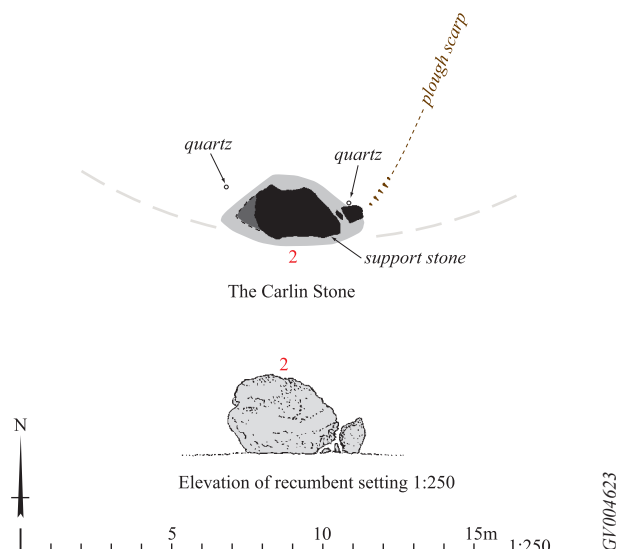 plough scarp
quartz
quartz
2
support stone
The Carlin Stone
2
N
Elevation of recumbent setting 1:250
5 10 15m 1:250
GV004623